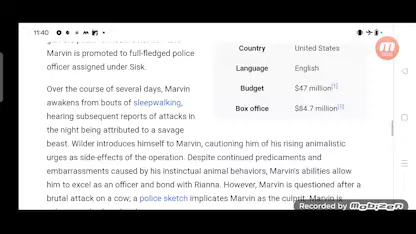 11:40
Marvin is promoted to full-fledged police
officer assigned under Sisk.
Country United States
Language English
Budget $47 million[1]
Box office $84.7 million[1]
Over the course of several days, Marvin
awakens from bouts of sleepwalking,
hearing subsequent reports of attacks in
the night being attributed to a savage
beast. Wilder introduces himself to Marvin, cautioning him of his rising animalistic
urges as side-effects of the operation. Despite continued predicaments and
embarrassments caused by his instinctual animal behaviors, Marvin's abilities allow
him to excel as an officer and bond with Rianna. However, Marvin is questioned after a
brutal attack on a cow; a police sketch implicates Marvin as the culprit. Marvin is
Recorded by Mobizen